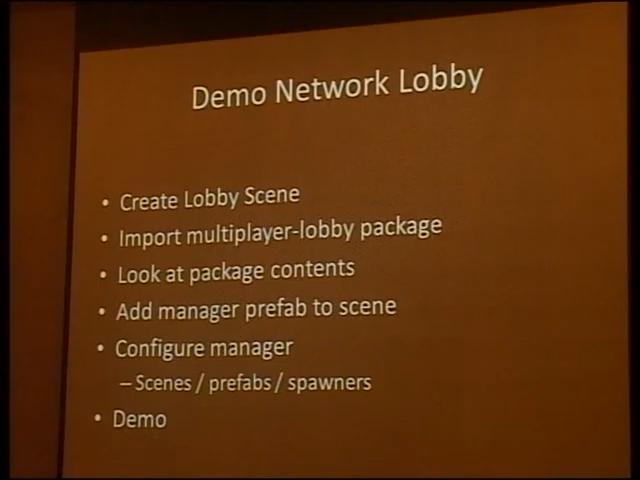 Demo Network Lobby
• Create Lobby Scene
• Import multiplayer-lobby package
• Look at package contents
• Add manager prefab to scene
• Configure manager
– Scenes / prefabs / spawners
• Demo